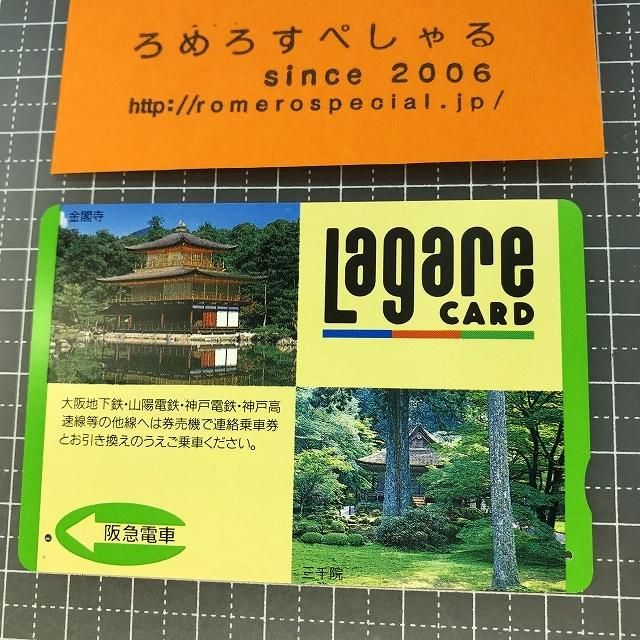 ろめろすぺしゃる
since 2006
http://romerospecial.jp/
金閣寺
Lagare
CARD
大阪地下鉄・山陽電鉄・神戸電鉄・神戸高
速線等の他線へは券売機で連絡乗車券
とお引き換えのうえご乗車ください。
阪急電車
三千院